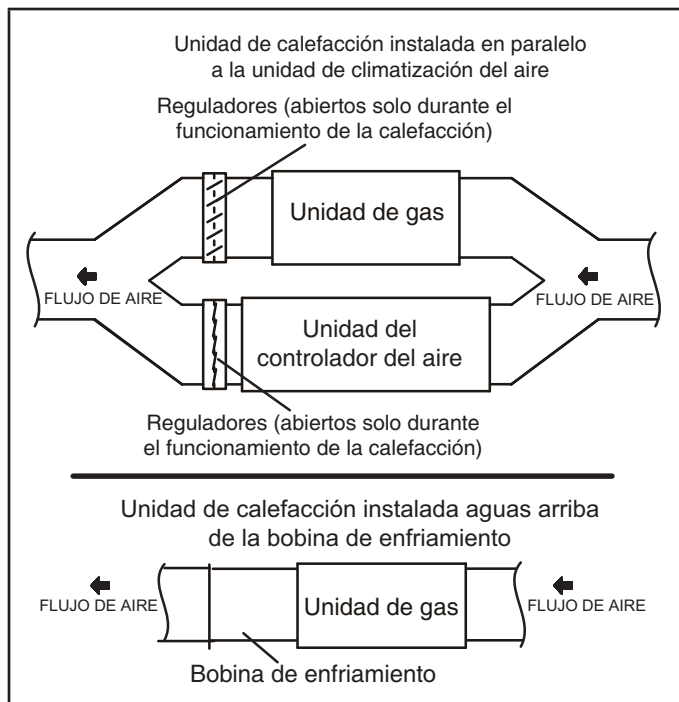 Unidad de calefacción instalada en paralelo
a la unidad de climatización del aire
Reguladores (abiertos solo durante el
funcionamiento de la calefacción)
Unidad de gas
FLUJO DE AIRE
FLUJO DE AIRE
Unidad del
controlador del aire
Reguladores (abiertos solo durante
el funcionamiento de la calefacción)
Unidad de calefacción instalada aguas arriba
de la bobina de enfriamiento
FLUJO DE AIRE
Unidad de gas
FLUJO DE AIRE
Bobina de enfriamiento